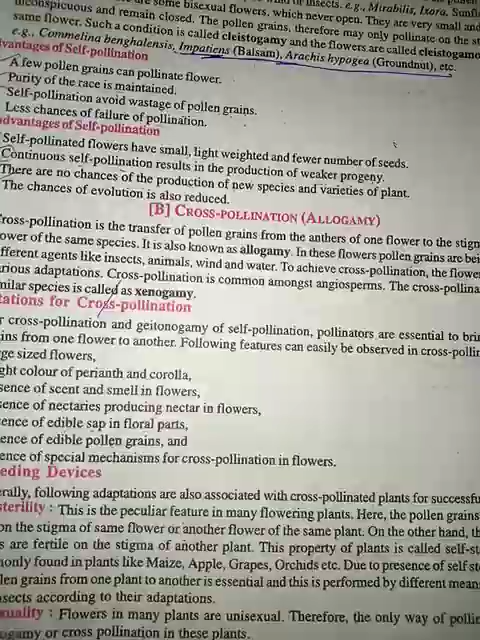 are some bisexual flowers, which never open. They are very small and
inconspicuous and remain closed. The pollen grains, therefore may only pollinate on the
same flower. Such a condition is called cleistogamy and the flowers are called cleistogamo
e.g., Commelina benghalensis, Impatiens (Balsam), Arachis hypogea (Groundnut), etc.
vantages of Self-pollination
A few pollen grains can pollinate flower.
Purity of the race is maintained.
Self-pollination avoid wastage of pollen grains.
Less chances of failure of pollination.
advantages of Self-pollination
Self-pollinated flowers have small, light weighted and fewer number of seeds.
Continuous self-pollination results in the production of weaker progeny.
There are no chances of the production of new species and varieties of plant.
The chances of evolution is also reduced.
[B] CROSS-POLLINATION (ALLOGAMY)
ross-pollination is the transfer of pollen grains from the anthers of one flower to the stign
ower of the same species. It is also known as allogamy. In these flowers pollen grains are bei
fferent agents like insects, animals, wind and water. To achieve cross-pollination, the flowe
rious adaptations. Cross-pollination is common amongst angiosperms. The cross-pollina
milar species is called as xenogamy.
tations for Cross-pollination
r cross-pollination and geitonogamy of self-pollination, pollinators are essential to brin
ins from one flower to another. Following features can easily be observed in cross-pollin
ge sized flowers,
ght colour of perianth and corolla,
sence of scent and smell in flowers,
sence of nectaries producing nectar in flowers,
ence of edible sap in floral parts,
ence of edible pollen grains, and
ence of special mechanisms for cross-pollination in flowers.
eeding Devices
erally, following adaptations are also associated with cross-pollinated plants for successfu
sterility : This is the peculiar feature in many flowering plants. Here, the pollen grains
on the stigma of same flower or another flower of the same plant. On the other hand, th
s are fertile on the stigma of another plant. This property of plants is called self-st
nonly found in plants like Maize, Apple, Grapes, Orchids etc. Due to presence of self ste
llen grains from one plant to another is essential and this is performed by different mean
nsects according to their adaptations.
xuality : Flowers in many plants are unisexual. Therefore, the only way of pollin
ogamy or cross pollination in these plants.